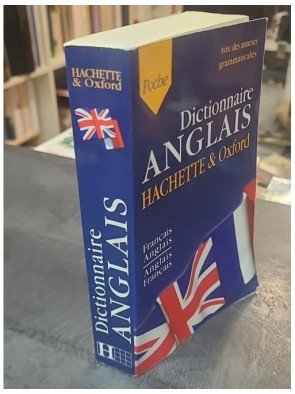 HACHETTE
& Oxford
Dictionnaire
ANGLAIS
H
Poche
Avec des annexes
grammaticales
Dictionnaire
ANGLAIS
HACHETTE & Oxford
Français
Anglais
Anglais
Français